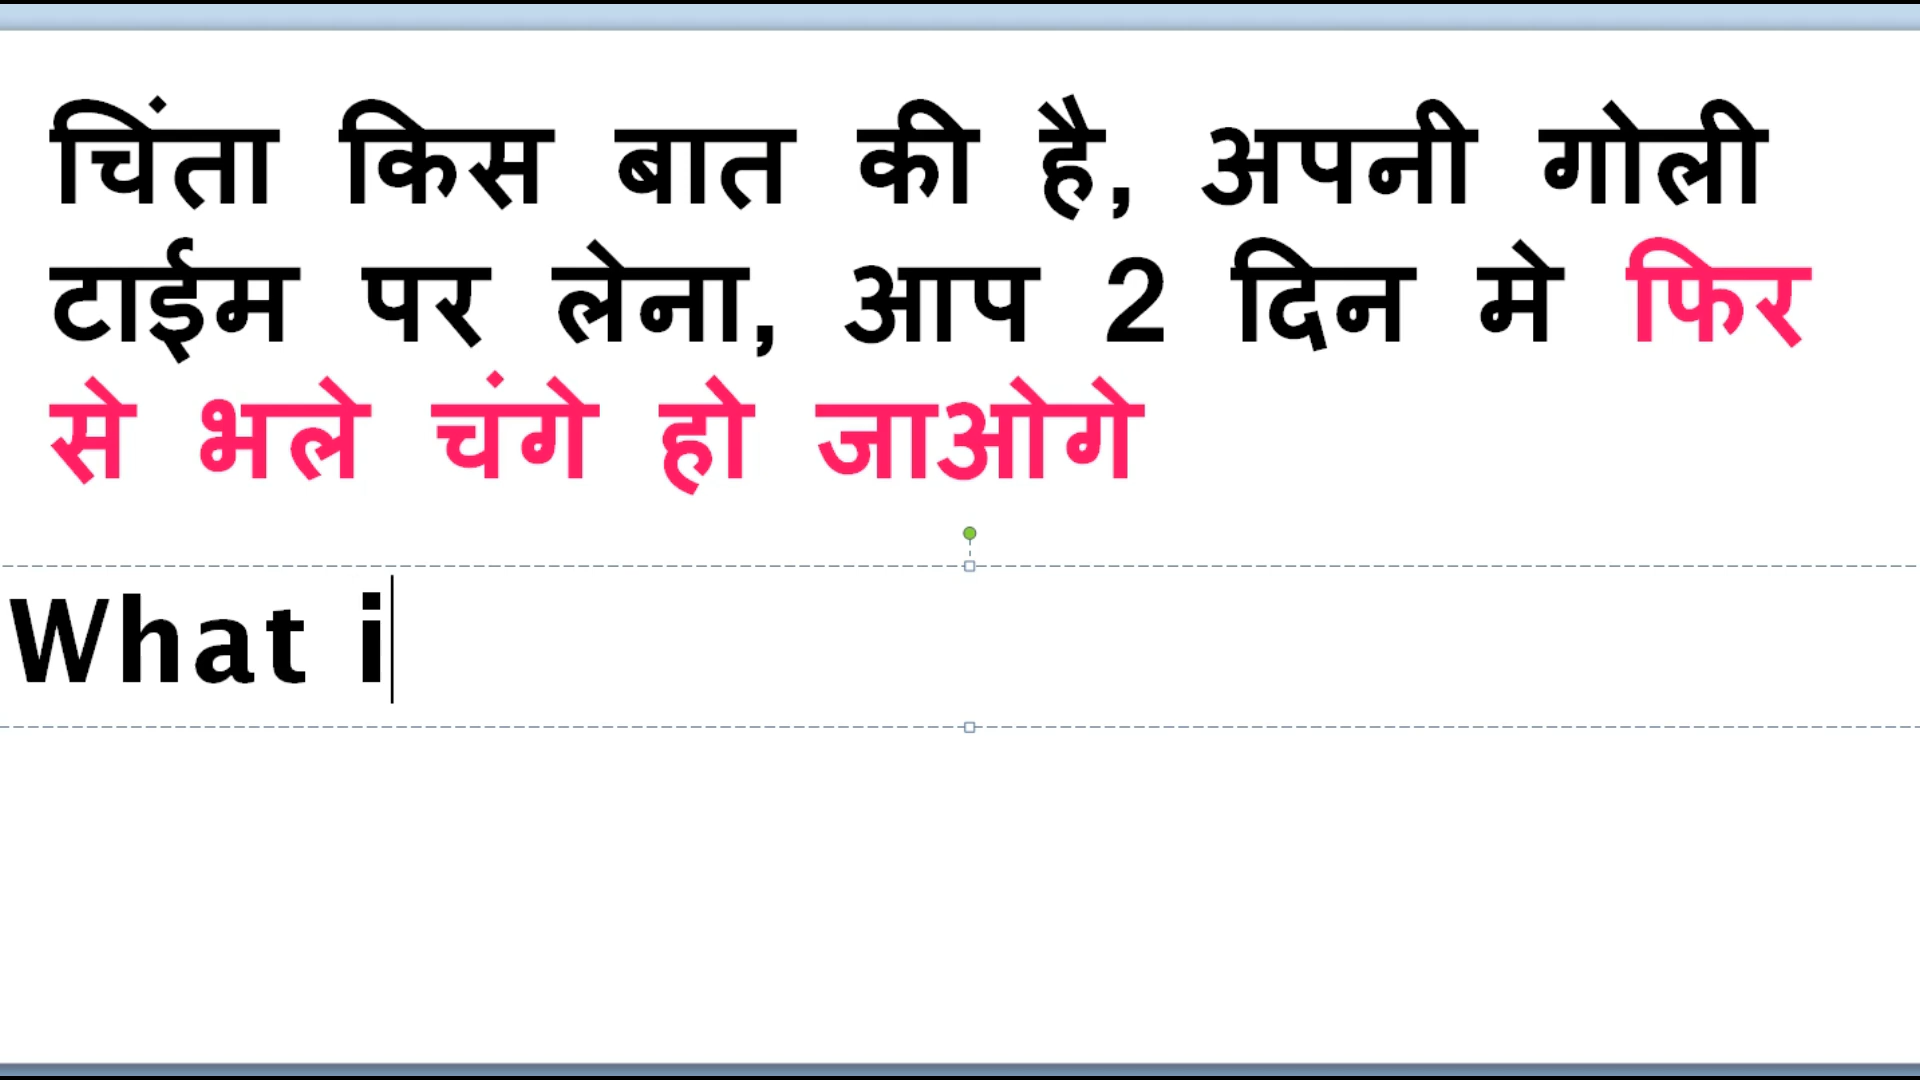 चिंता किस बात की है, अपनी गोली
टाईम पर लेना, आप 2 दिन मे फिर
से भले चंगे हो जाओगे
What i